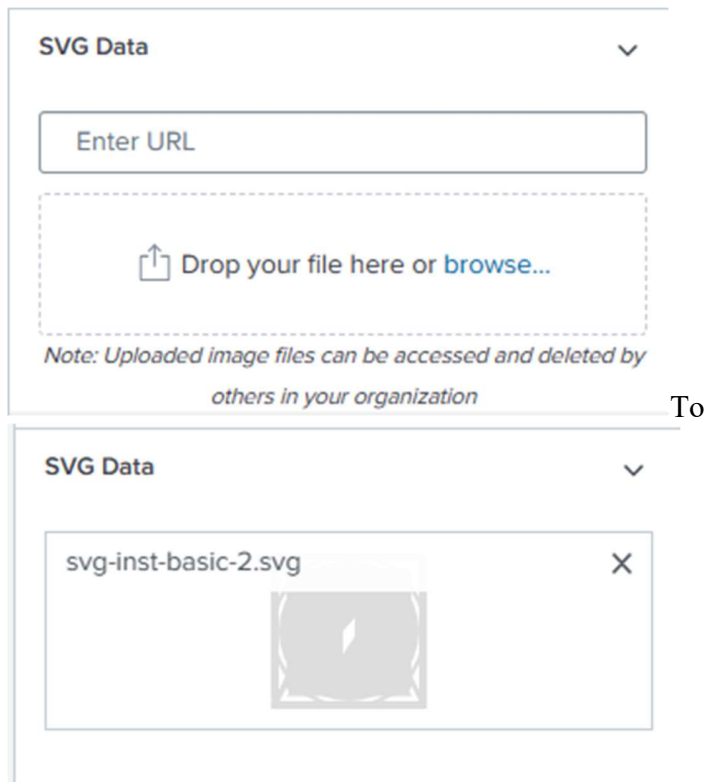 SVG Data
Enter URL
Drop your file here or browse...
Note: Uploaded image files can be accessed and deleted by
others in your organization
To
SVG Data
svg-inst-basic-2.svg